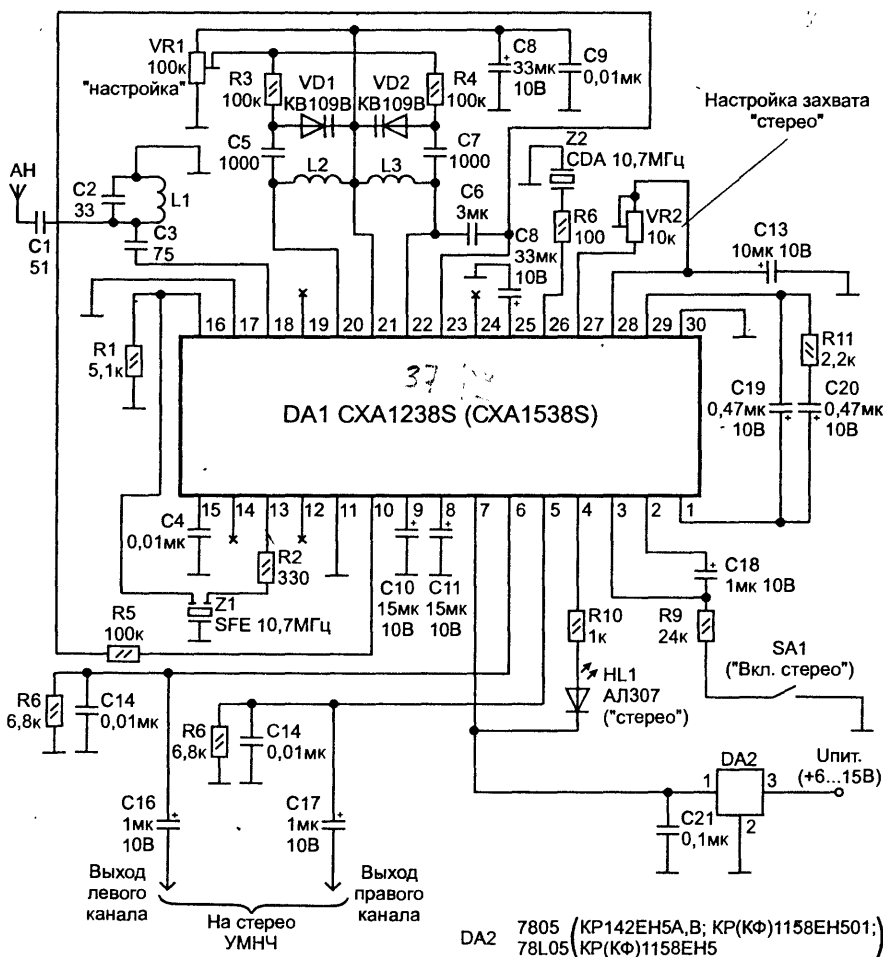 VR1
100к
"настройка"
R3
100к
VD1
КВ109В
VD2
КВ109В
R4
100к
C8
33мк
10В
C9
0,01мк
Настройка захвата
"стерео"
C5
1000
L2
L3
C7
1000
Z2
CDA 10,7МГц
АН
C2
33
L1
C1
51
C3
75
C6
3мк
C8
33мк
10В
R6
100
VR2
10к
C13
10мк 10В
R1
5,1к
16 17 18 19 20 21 22 23 24 25 26 27 28 29 30
R11
2,2к
37
DA1 CXA1238S (CXA1538S)
C19
0,47мк
10В
C20
0,47мк
10В
15 14 13 12 11 10 9 8 7 6 5 4 3 2 1
C4
0,01мк
R2
330
Z1
SFE 10,7МГц
C10
15мк
10В
C11
15мк
10В
C18
1мк 10В
R5
100к
R10
1к
R9
24к
SA1
("Вкл. стерео")
HL1
АЛ307
("стерео")
R6
6,8к
C14
0,01мк
R6
6,8к
C14
0,01мк
DA2
Uпит.
(+6...15В)
1
3
2
C16
1мк
10В
C17
1мк
10В
C21
0,1мк
Выход
левого
канала
Выход
правого
канала
На стерео
УМНЧ
DA2 7805 (КР142ЕН5А,В; КР(КФ)1158ЕН501;)
78L05 (КР(КФ)1158ЕН5)